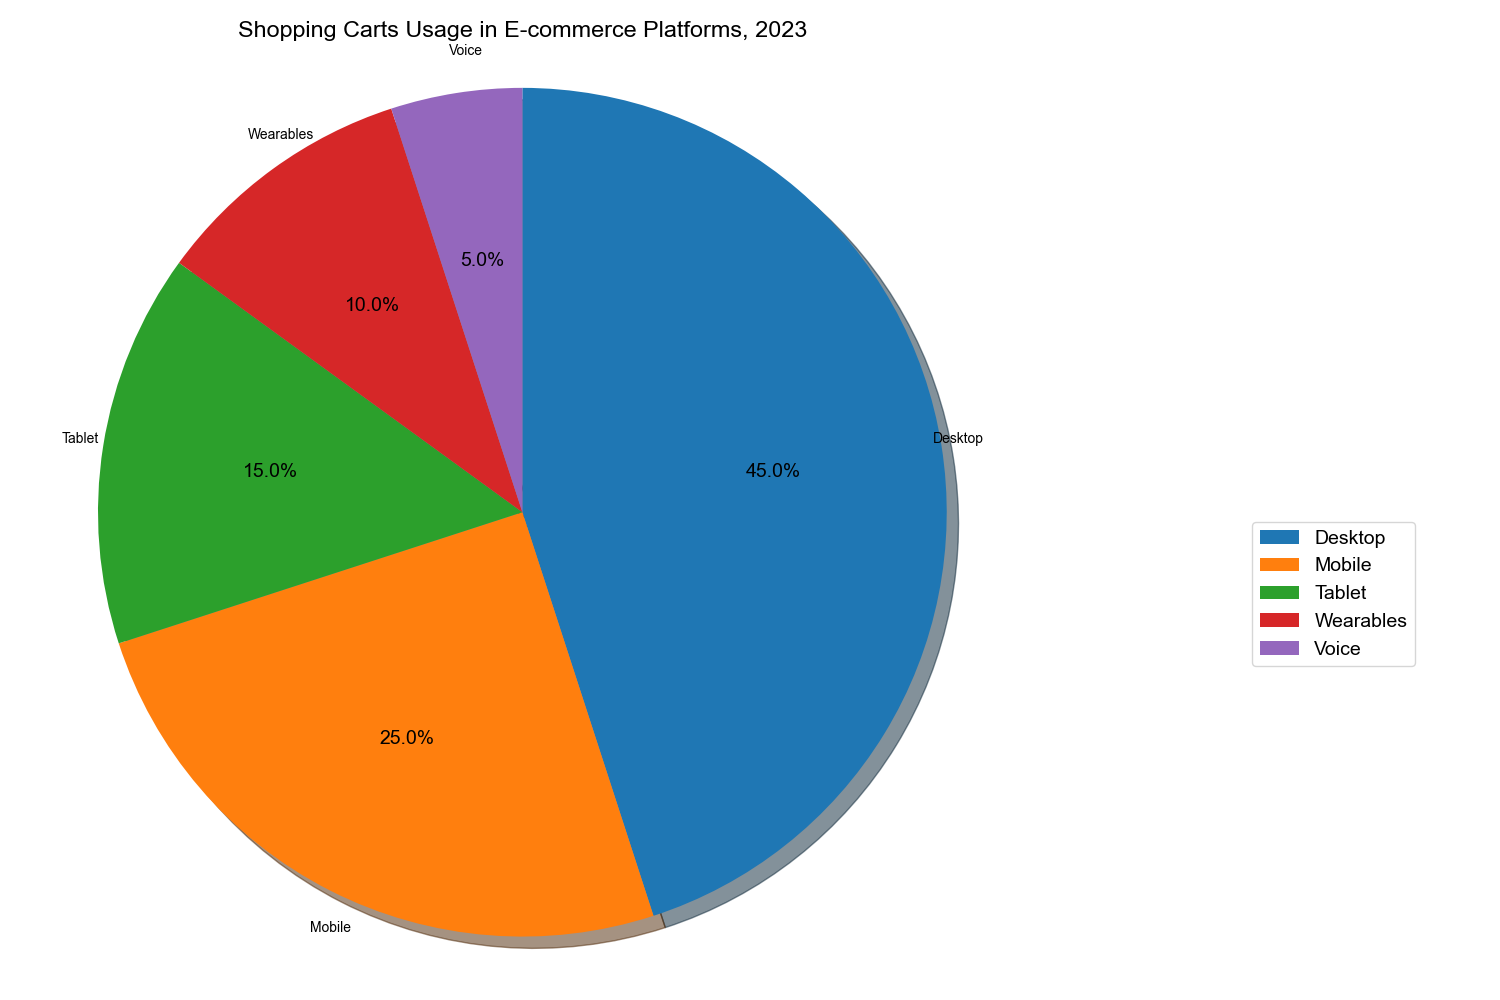 Shopping Carts Usage in E-commerce Platforms, 2023
Voice
Wearables
5.0%
10.0%
Tablet
Desktop
15.0%
45.0%
Desktop
Mobile
Tablet
Wearables
Voice
25.0%
Mobile